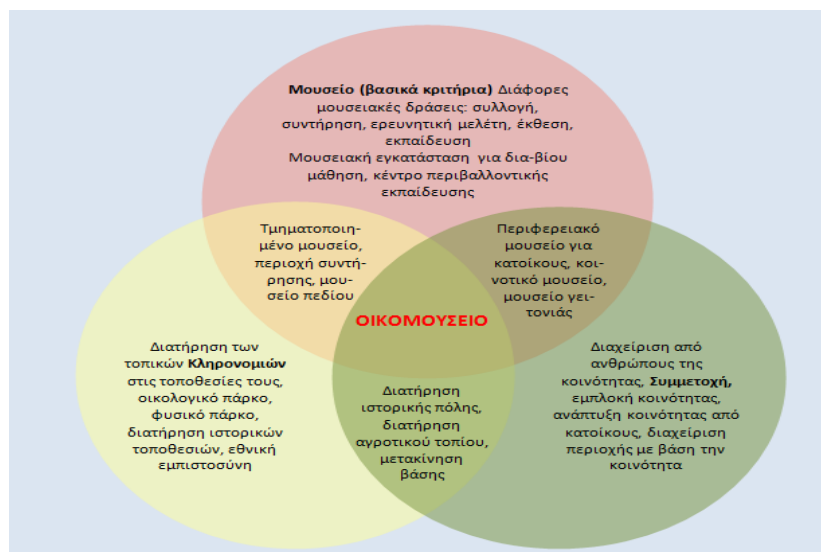 Μουσείο (βασικά κριτήρια) Διάφορες
μουσειακές δράσεις: συλλογή,
συντήρηση, ερευνητική μελέτη, έκθεση,
εκπαίδευση
Μουσειακή εγκατάσταση για δια-βίου
μάθηση, κέντρο περιβαλλοντικής
εκπαίδευσης
Τμηματοποιη-
μένο μουσείο,
περιοχή συντή-
ρησης, μου-
σείο πεδίου
Περιφερειακό
μουσείο για
κατοίκους, κοι-
νοτικό μουσείο,
μουσείο γει-
τονιάς
ΟΙΚΟΜΟΥΣΕΙΟ
Διατήρηση των
τοπικών Κληρονομιών
στις τοποθεσίες τους,
οικολογικό πάρκο,
φυσικό πάρκο,
διατήρηση ιστορικών
τοποθεσιών, εθνική
εμπιστοσύνη
Διατήρηση
ιστορικής πόλης,
διατήρηση
αγροτικού τοπίου,
μετακίνηση
βάσης
Διαχείριση από
ανθρώπους της
κοινότητας, Συμμετοχή,
εμπλοκή κοινότητας,
ανάπτυξη κοινότητας από
κατοίκους, διαχείριση
περιοχής με βάση την
κοινότητα